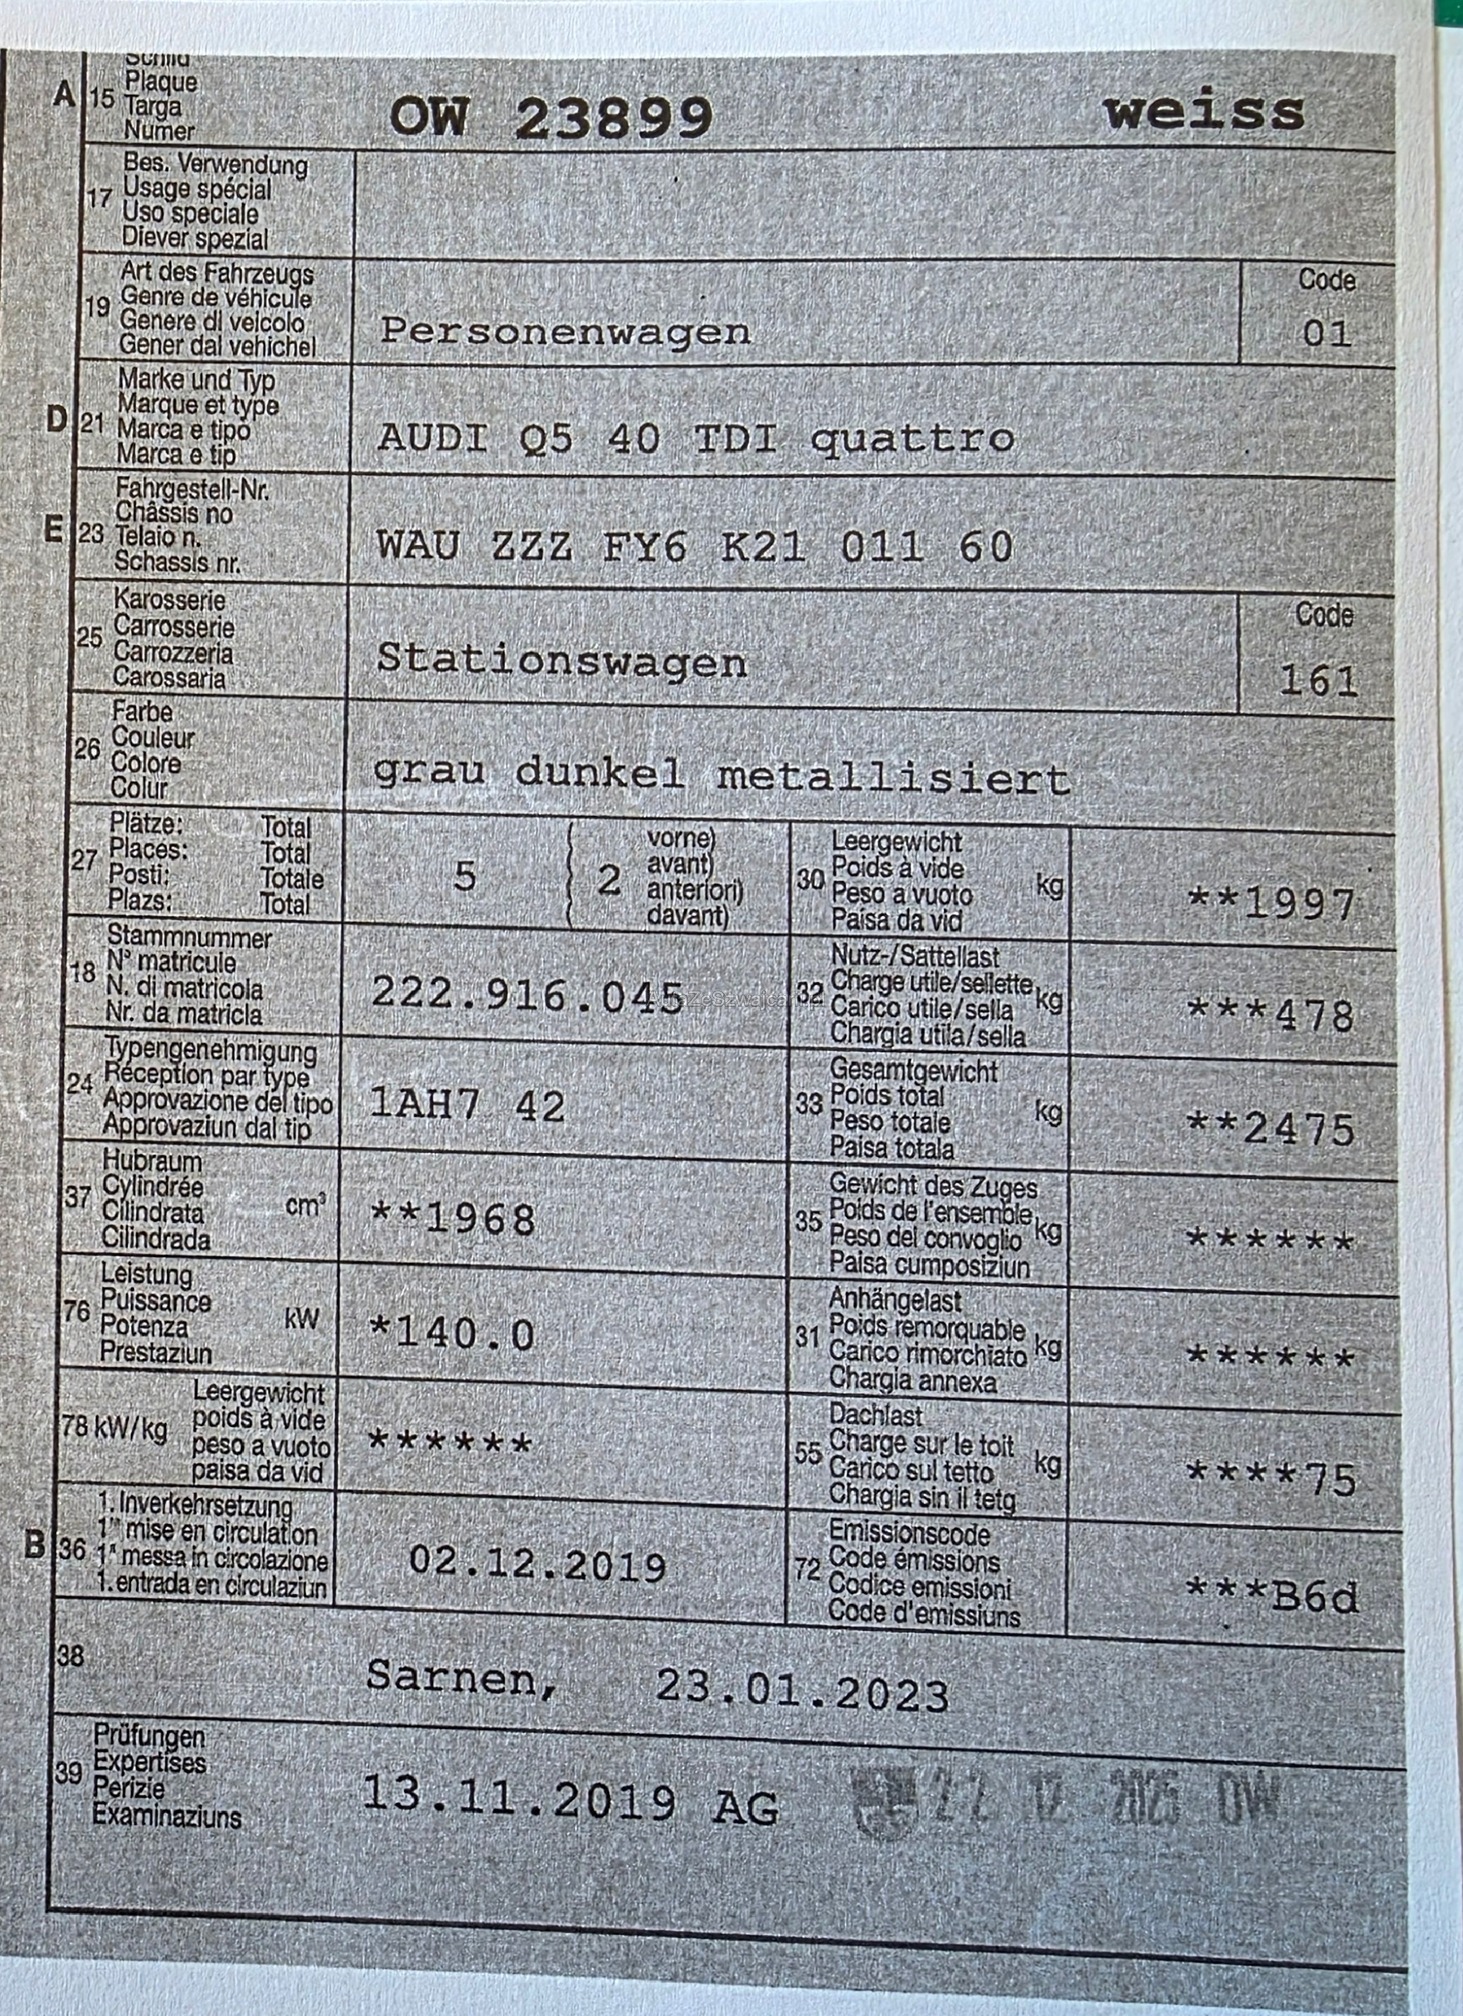 Schild
Plaque
A 15 Targa OW 23899 weiss
Numer
Bes. Verwendung
17 Usage spécial
Uso speciale
Diever spezial
Art des Fahrzeugs Code
19 Genre de véhicule
Genere di veicolo Personenwagen 01
Gener dal vehichel
Marke und Typ
Marque et type
D 21 Marca e tipo AUDI Q5 40 TDI quattro
Marca e tip
Fahrgestell-Nr.
Châssis no
E 23 Telaio n. WAU ZZZ FY6 K21 011 60
Schassis nr.
Karosserie Code
25 Carrosserie
Carrozzeria Stationswagen 161
Carossaria
Farbe
26 Couleur
Colore grau dunkel metallisiert
Colur
Plätze: Total
27 Places: Total
Posti: Totale
Plazs: Total
5 2
vorne)
avant)
anteriori)
davant)
Leergewicht
30 Poids à vide kg **1997
Peso a vuoto
Paisa da vid
Stammnummer
18 N° matricule
N. di matricola 222.916.045
Nr. da matricla
Nutz-/Sattellast
32 Charge utile/sellette kg ***478
Carico utile/sella
Chargia utila/sella
Typengenehmigung
24 Réception par type
Approvazione del tipo 1AH7 42
Approvaziun dal tip
Gesamtgewicht
33 Poids total kg **2475
Peso totale
Paisa totala
Hubraum
37 Cylindrée cm³ **1968
Cilindrata
Cilindrada
Gewicht des Zuges
35 Poids de l'ensemble kg ******
Peso del convoglio
Paisa cumposiziun
Leistung
76 Puissance kW *140.0
Potenza
Prestaziun
Anhängelast
31 Poids remorquable kg ******
Carico rimorchiato
Chargia annexa
Leergewicht
78 kW/kg poids à vide ******
peso a vuoto
paisa da vid
Dachlast
55 Charge sur le toit kg ****75
Carico sul tetto
Chargia sin il tetg
1. Inverkehrsetzung
B 36 1re mise en circulation 02.12.2019
1a messa in circolazione
1. entrada en circulaziun
Emissionscode
72 Code émissions ***B6d
Codice emissioni
Code d'emissiuns
38 Sarnen, 23.01.2023
Prüfungen
39 Expertises
Perizie 13.11.2019 AG 22 12 2025 OW
Examinaziuns